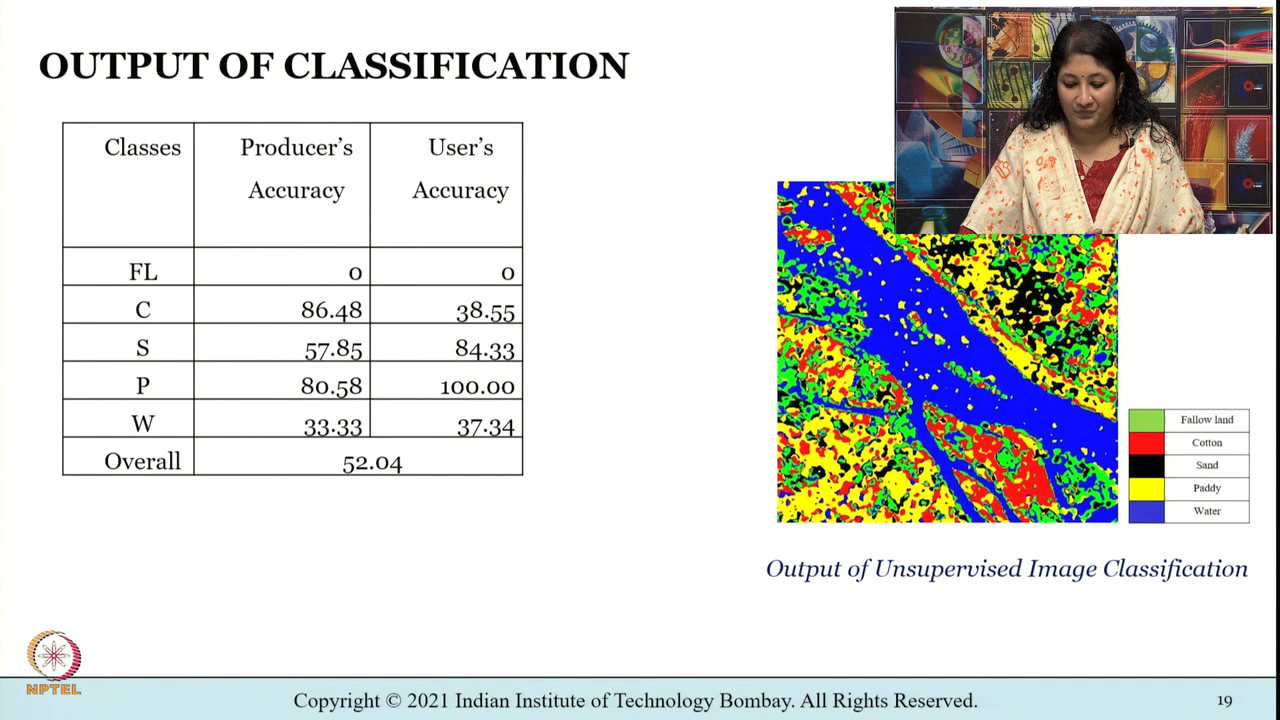 OUTPUT OF CLASSIFICATION
Classes Producer's Accuracy User's Accuracy
FL 0 0
C 86.48 38.55
S 57.85 84.33
P 80.58 100.00
W 33.33 37.34
Overall 52.04
Fallow land
Cotton
Sand
Paddy
Water
Output of Unsupervised Image Classification
NPTEL
Copyright © 2021 Indian Institute of Technology Bombay. All Rights Reserved.
19